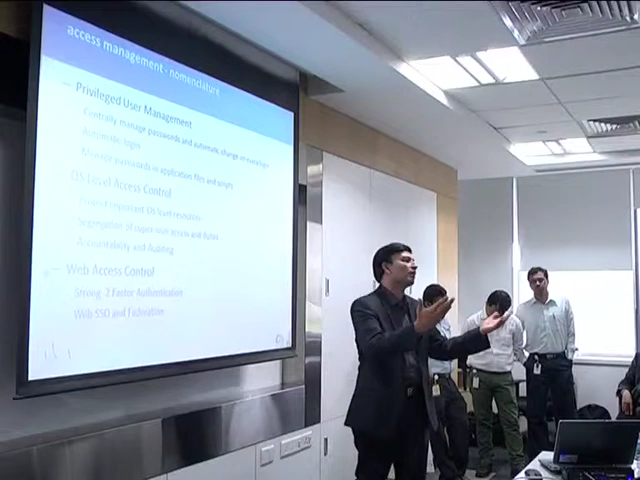 access management - nomenclature
– Privileged User Management
Centrally manage passwords and automatic change on every login
Automatic login
Manage passwords in application files and scripts
OS Level Access Control
Protect important OS level resources
Segregation of super user access and duties
Accountability and Auditing
– Web Access Control
Strong 2 Factor Authentication
Web SSO and Federation